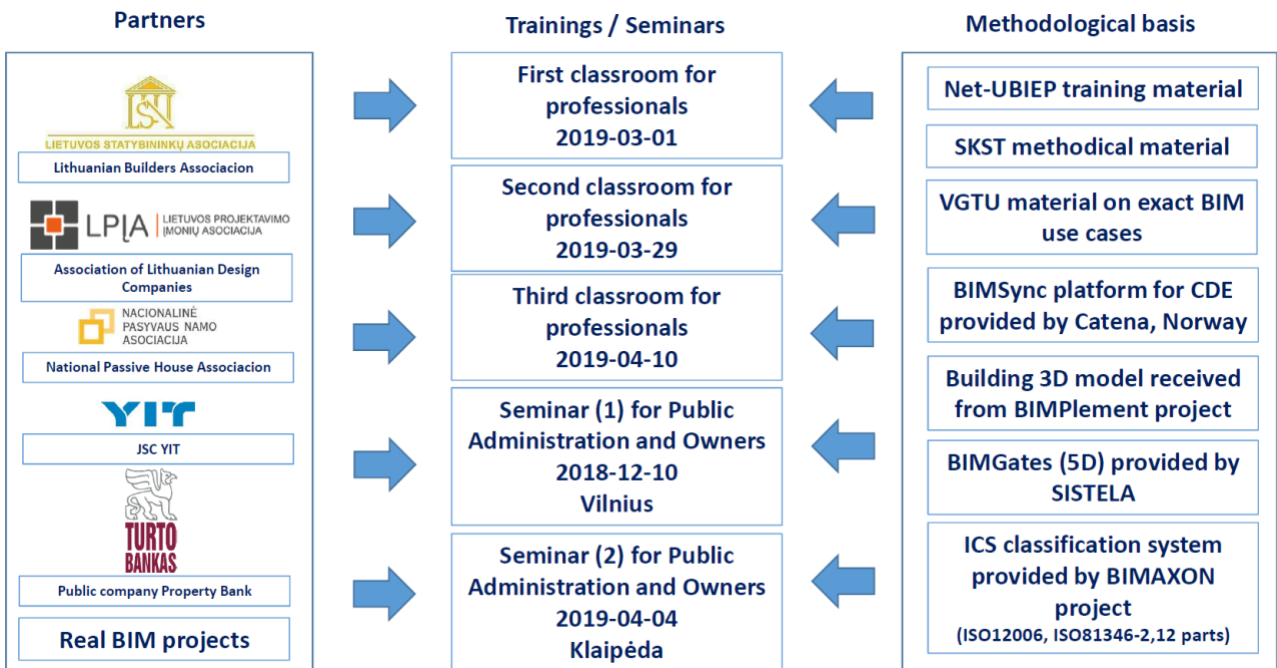 Partners
LSA
LIETUVOS STATYBININKŲ ASOCIACIJA
Lithuanian Builders Associacion
LPĮA
LIETUVOS PROJEKTAVIMO
ĮMONIŲ ASOCIACIJA
Association of Lithuanian Design
Companies
NACIONALINĖ
PASYVAUS NAMO
ASOCIACIJA
National Passive House Associacion
YIT
JSC YIT
TURTO
BANKAS
Public company Property Bank
Real BIM projects
Trainings / Seminars
First classroom for
professionals
2019-03-01
Second classroom for
professionals
2019-03-29
Third classroom for
professionals
2019-04-10
Seminar (1) for Public
Administration and Owners
2018-12-10
Vilnius
Seminar (2) for Public
Administration and Owners
2019-04-04
Klaipėda
Methodological basis
Net-UBIEP training material
SKST methodical material
VGTU material on exact BIM
use cases
BIMSync platform for CDE
provided by Catena, Norway
Building 3D model received
from BIMPlement project
BIMGates (5D) provided by
SISTELA
ICS classification system
provided by BIMAXON
project
(ISO12006, ISO81346-2,12 parts)